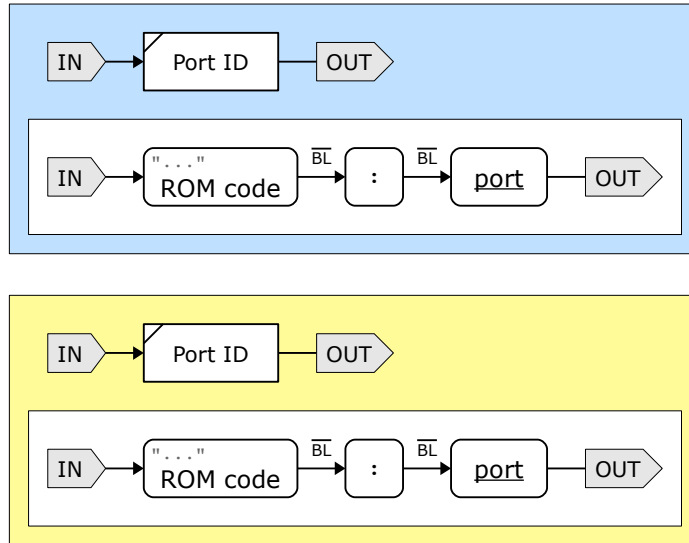 IN Port ID OUT
"..."
IN ROM code BL : BL port OUT
IN Port ID OUT
"..."
IN ROM code BL : BL port OUT